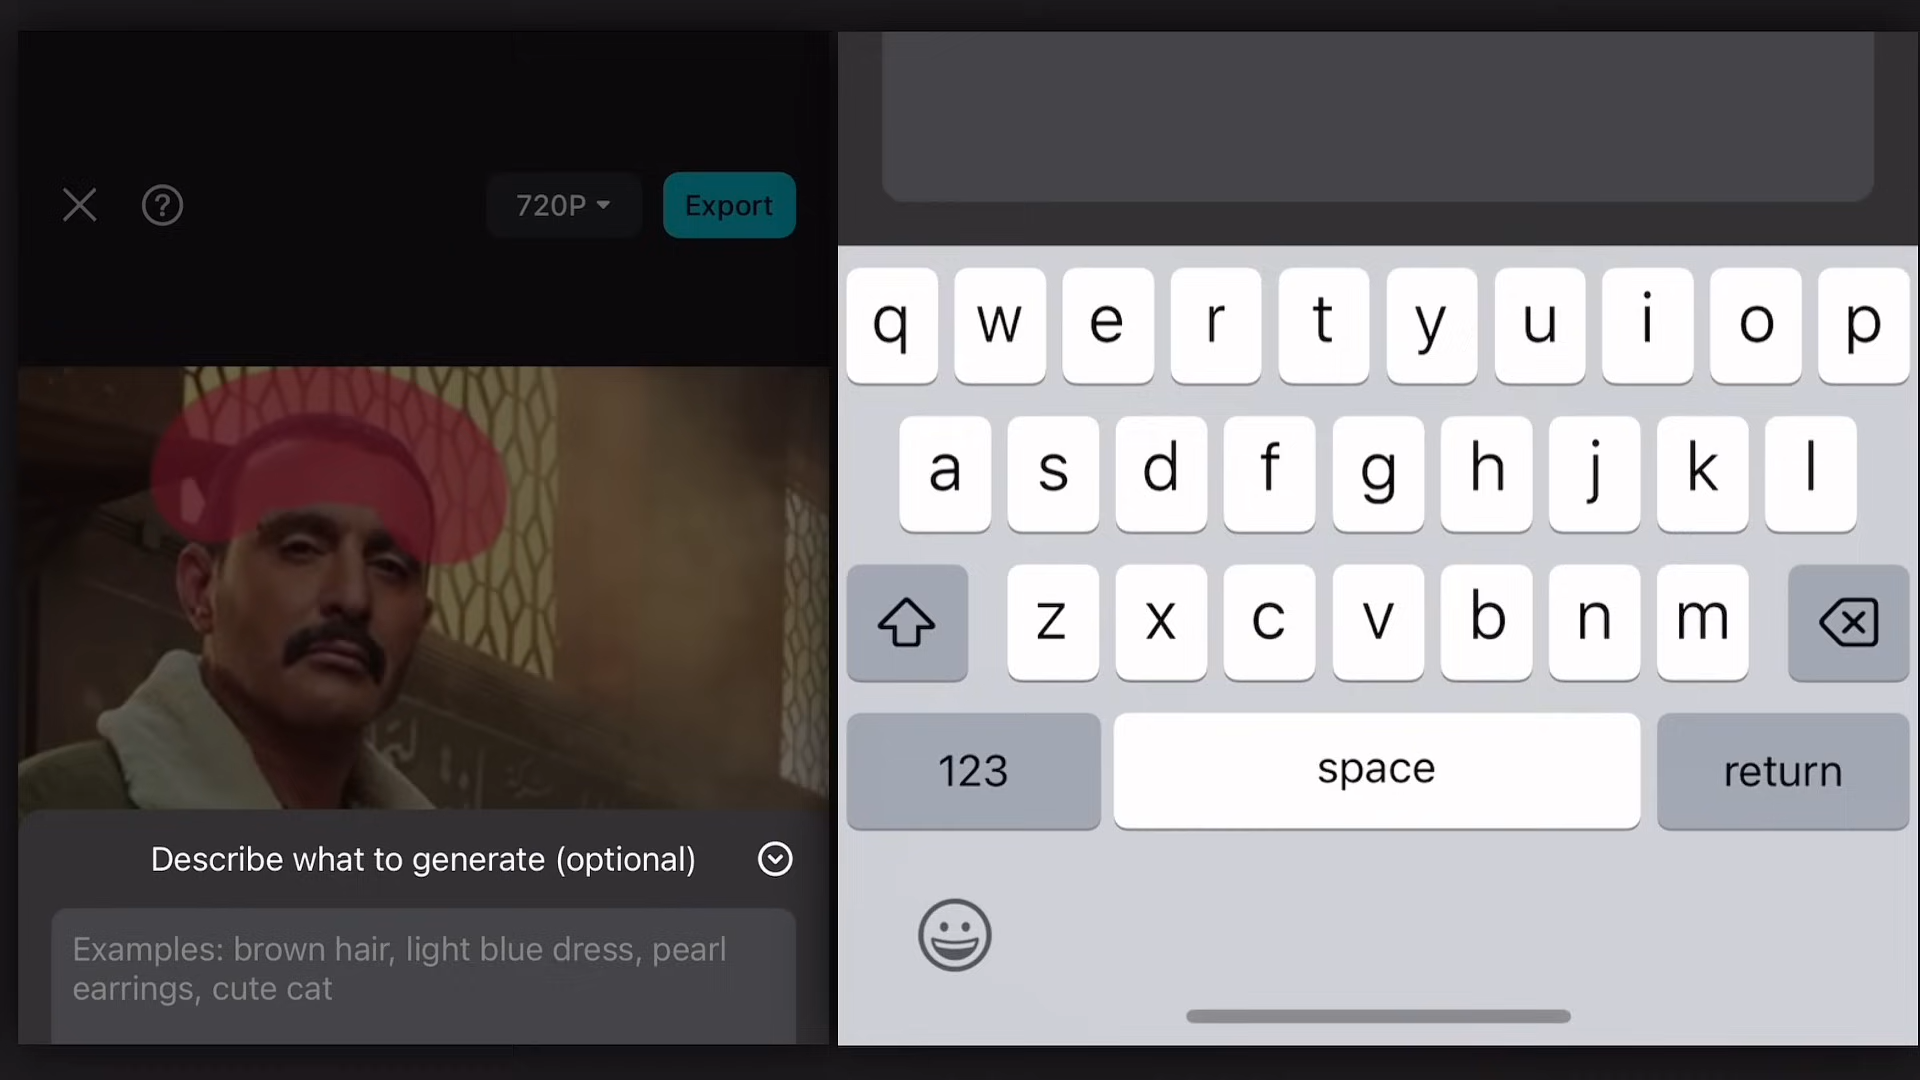 720P
Export
Describe what to generate (optional)
Examples: brown hair, light blue dress, pearl
earrings, cute cat
q w e r t y u i o p
a s d f g h j k l
z x c v b n m
123 space return